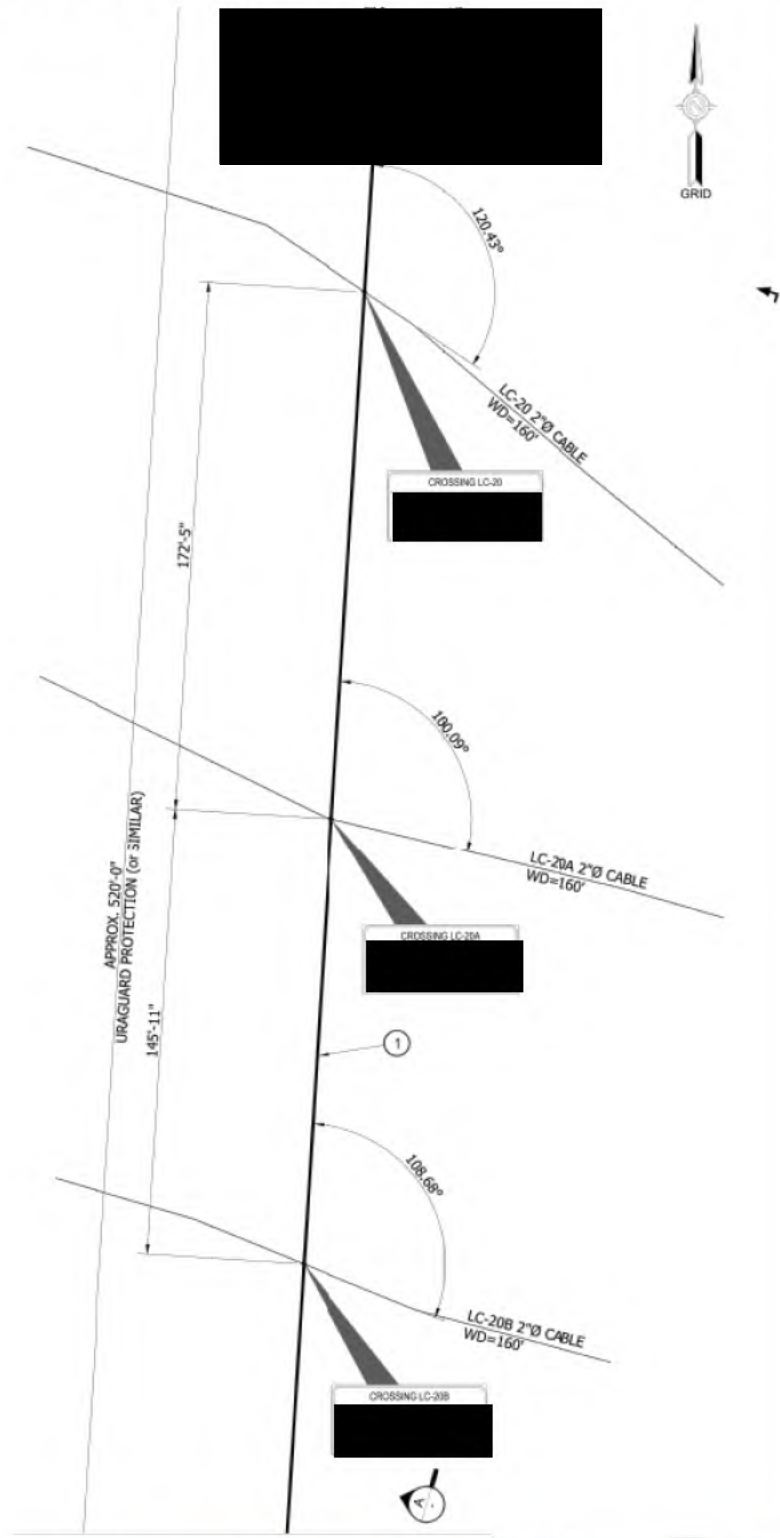 N
GRID
120.43°
LC-20 2"Ø CABLE
WD=160'
CROSSING LC-20
172'-5"
100.09°
LC-20A 2"Ø CABLE
WD=160'
CROSSING LC-20A
APPROX. 520'-0"
URAGUARD PROTECTION (or SIMILAR)
145'-11"
1
108.68°
LC-20B 2"Ø CABLE
WD=160'
CROSSING LC-20B
A